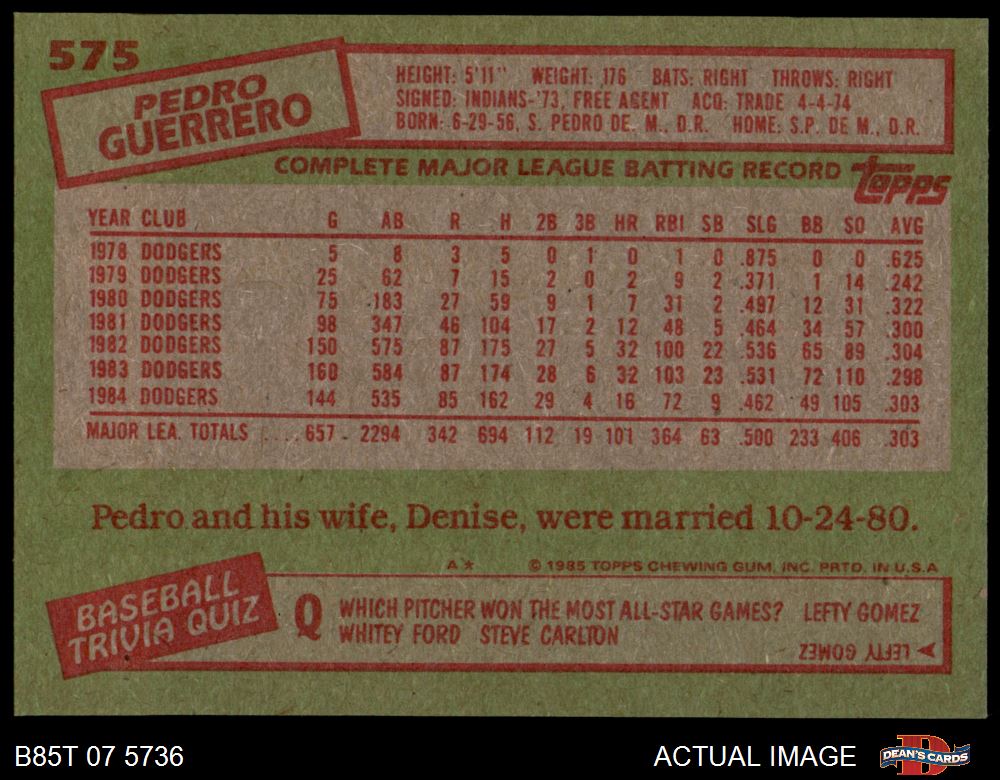 575
PEDRO
GUERRERO
HEIGHT: 5'11" WEIGHT: 176 BATS: RIGHT THROWS: RIGHT
SIGNED: INDIANS-'73, FREE AGENT ACQ: TRADE 4-4-74
BORN: 6-29-56, S. PEDRO DE. M., D.R. HOME: S.P. DE M., D.R.
COMPLETE MAJOR LEAGUE BATTING RECORD topps
YEAR CLUB G AB R H 2B 3B HR RBI SB SLG BB SO AVG
1978 DODGERS 5 8 3 5 0 1 0 1 0 .875 0 0 .625
1979 DODGERS 25 62 7 15 2 0 2 9 2 .371 1 14 .242
1980 DODGERS 75 183 27 59 9 1 7 31 2 .497 12 31 .322
1981 DODGERS 98 347 46 104 17 2 12 48 5 .464 34 57 .300
1982 DODGERS 150 575 87 175 27 5 32 100 22 .536 65 89 .304
1983 DODGERS 160 584 87 174 28 6 32 103 23 .531 72 110 .298
1984 DODGERS 144 535 85 162 29 4 16 72 9 .462 49 105 .303
MAJOR LEA. TOTALS .... 657 2294 342 694 112 19 101 364 63 .500 233 406 .303
Pedro and his wife, Denise, were married 10-24-80.
A* © 1985 TOPPS CHEWING GUM, INC. PRTD. IN U.S.A
BASEBALL
TRIVIA QUIZ
Q WHICH PITCHER WON THE MOST ALL-STAR GAMES? LEFTY GOMEZ
WHITEY FORD STEVE CARLTON
LEFTY GOMEZ
B85T 07 5736 ACTUAL IMAGE DEAN'S CARDS